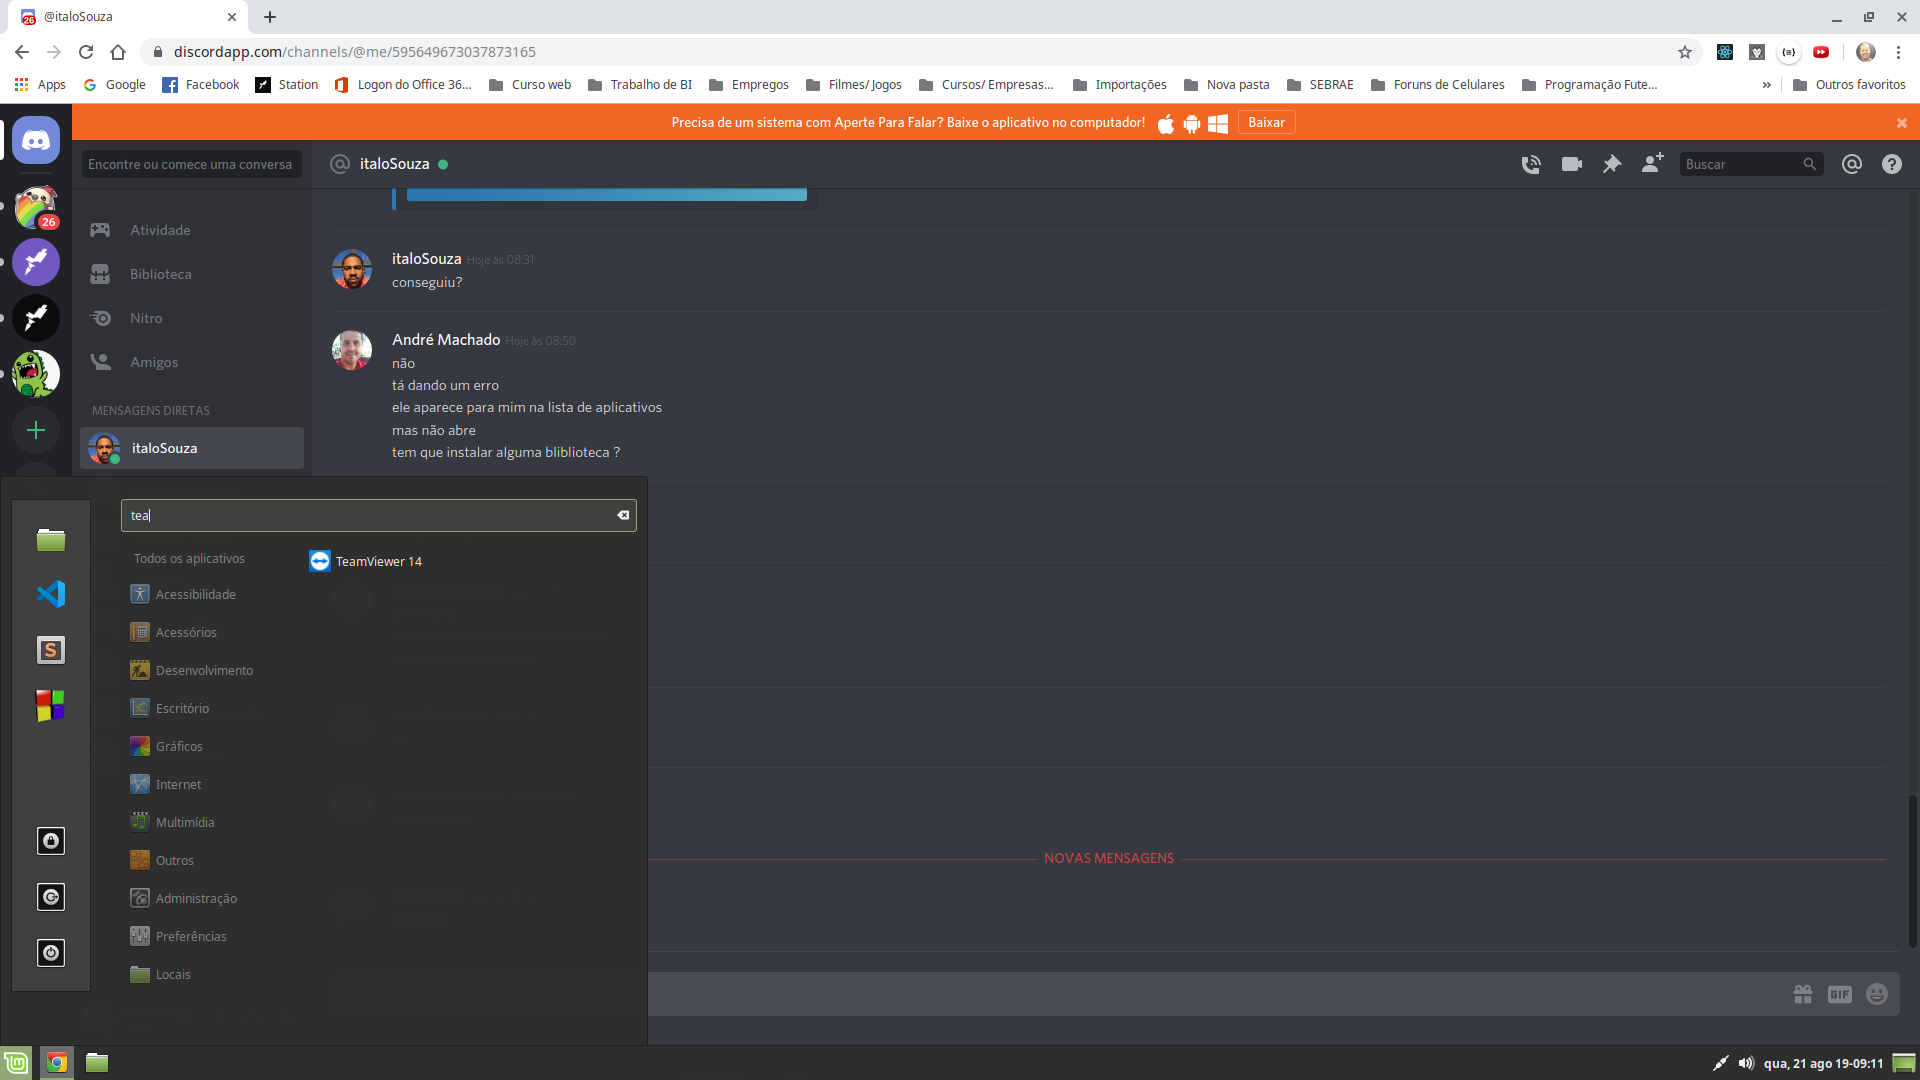 @italoSouza
discordapp.com/channels/@me/595649673037873165
Apps
Google
Facebook
Station
Logon do Office 36...
Curso web
Trabalho de BI
Empregos
Filmes/ Jogos
Cursos/ Empresas...
Importações
Nova pasta
SEBRAE
Foruns de Celulares
Programação Fute...
»
Outros favoritos
Precisa de um sistema com Aperte Para Falar? Baixe o aplicativo no computador!
Baixar
Encontre ou comece uma conversa
italoSouza
Buscar
26
Atividade
Biblioteca
Nitro
Amigos
MENSAGENS DIRETAS
italoSouza
italoSouza Hoje às 08:31
conseguiu?
André Machado Hoje às 08:50
não
tá dando um erro
ele aparece para mim na lista de aplicativos
mas não abre
tem que instalar alguma bliblioteca ?
tea
Todos os aplicativos
TeamViewer 14
Acessibilidade
Acessórios
Desenvolvimento
Escritório
Gráficos
Internet
Multimídia
Outros
Administração
Preferências
Locais
NOVAS MENSAGENS
GIF
qua, 21 ago 19-09:11